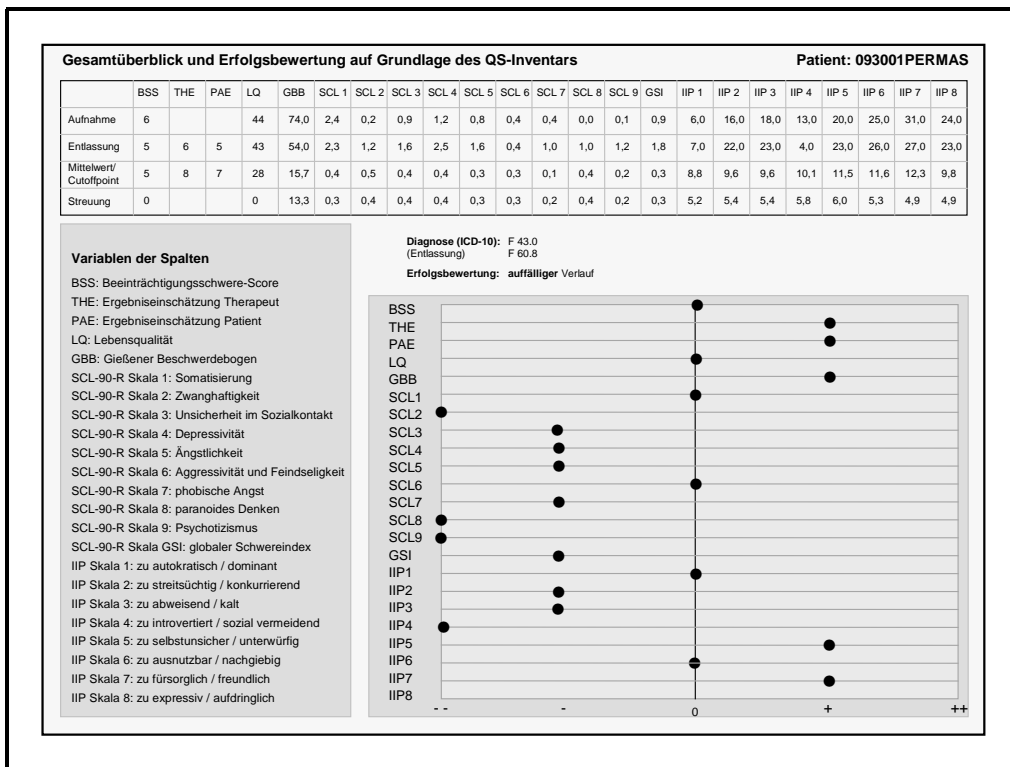 Gesamtüberblick und Erfolgsbewertung auf Grundlage des QS-Inventars Patient: 093001PERMAS
BSS THE PAE LQ GBB SCL 1 SCL 2 SCL 3 SCL 4 SCL 5 SCL 6 SCL 7 SCL 8 SCL 9 GSI IIP 1 IIP 2 IIP 3 IIP 4 IIP 5 IIP 6 IIP 7 IIP 8
Aufnahme 6 44 74,0 2,4 0,2 0,9 1,2 0,8 0,4 0,4 0,0 0,1 0,9 6,0 16,0 18,0 13,0 20,0 25,0 31,0 24,0
Entlassung 5 6 5 43 54,0 2,3 1,2 1,6 2,5 1,6 0,4 1,0 1,0 1,2 1,8 7,0 22,0 23,0 4,0 23,0 26,0 27,0 23,0
Mittelwert/
Cutoffpoint 5 8 7 28 15,7 0,4 0,5 0,4 0,4 0,3 0,3 0,1 0,4 0,2 0,3 8,8 9,6 9,6 10,1 11,5 11,6 12,3 9,8
Streuung 0 0 13,3 0,3 0,4 0,4 0,4 0,3 0,3 0,2 0,4 0,2 0,3 5,2 5,4 5,4 5,8 6,0 5,3 4,9 4,9
Variablen der Spalten
BSS: Beeinträchtigungsschwere-Score
THE: Ergebniseinschätzung Therapeut
PAE: Ergebniseinschätzung Patient
LQ: Lebensqualität
GBB: Gießener Beschwerdebogen
SCL-90-R Skala 1: Somatisierung
SCL-90-R Skala 2: Zwanghaftigkeit
SCL-90-R Skala 3: Unsicherheit im Sozialkontakt
SCL-90-R Skala 4: Depressivität
SCL-90-R Skala 5: Ängstlichkeit
SCL-90-R Skala 6: Aggressivität und Feindseligkeit
SCL-90-R Skala 7: phobische Angst
SCL-90-R Skala 8: paranoides Denken
SCL-90-R Skala 9: Psychotizismus
SCL-90-R Skala GSI: globaler Schwereindex
IIP Skala 1: zu autokratisch / dominant
IIP Skala 2: zu streitsüchtig / konkurrierend
IIP Skala 3: zu abweisend / kalt
IIP Skala 4: zu introvertiert / sozial vermeidend
IIP Skala 5: zu selbstunsicher / unterwürfig
IIP Skala 6: zu ausnutzbar / nachgiebig
IIP Skala 7: zu fürsorglich / freundlich
IIP Skala 8: zu expressiv / aufdringlich
Diagnose (ICD-10): F 43.0
(Entlassung) F 60.8
Erfolgsbewertung: auffälliger Verlauf
BSS
THE
PAE
LQ
GBB
SCL1
SCL2
SCL3
SCL4
SCL5
SCL6
SCL7
SCL8
SCL9
GSI
IIP1
IIP2
IIP3
IIP4
IIP5
IIP6
IIP7
IIP8
- - - 0 + ++